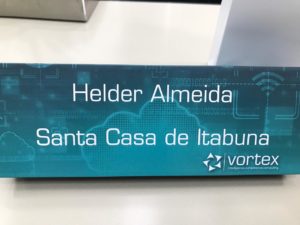 Helder Almeida
Santa Casa de Itabuna
vortex